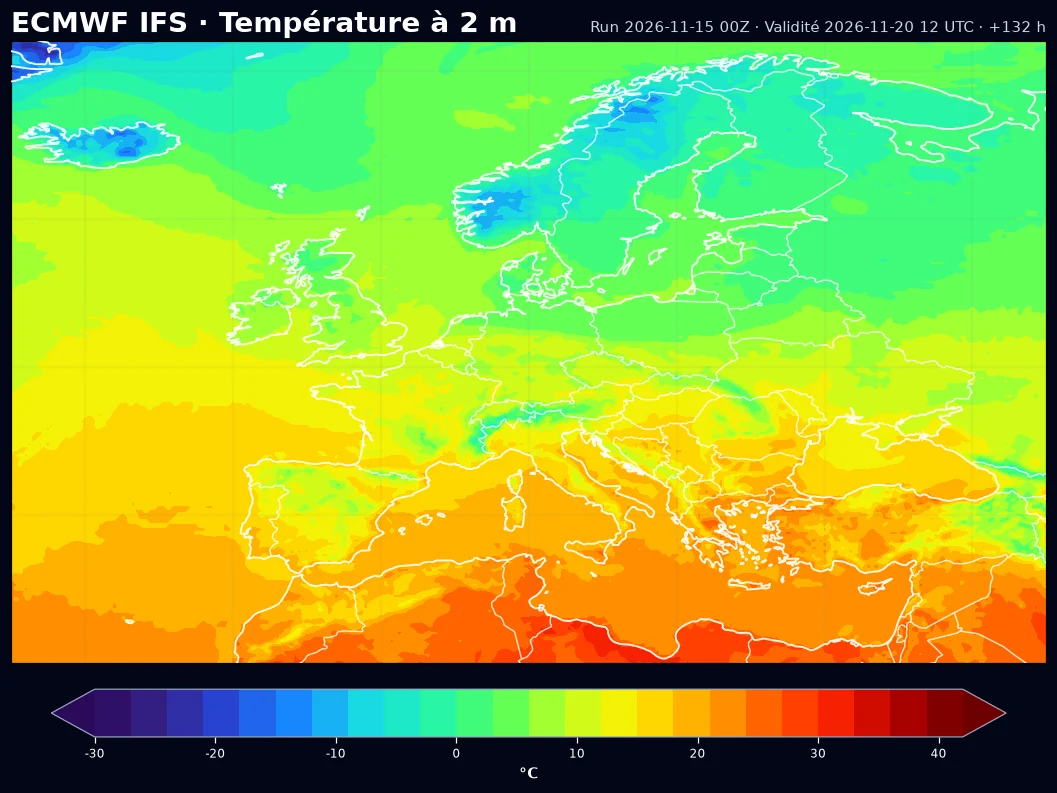 ECMWF IFS · Température à 2 m
Run 2026-11-15 00Z · Validité 2026-11-20 12 UTC · +132 h
-30 -20 -10 0 10 20 30 40
°C